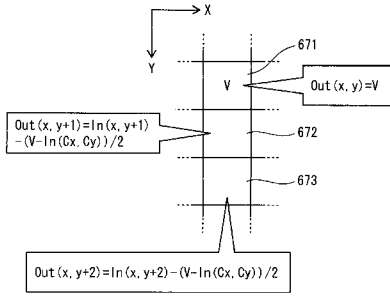 X
Y
671
V
Out(x, y)=V
Out(x, y+1)=In(x, y+1)
-(V-In(Cx, Cy))/2
672
673
Out(x, y+2)=In(x, y+2)-(V-In(Cx, Cy))/2